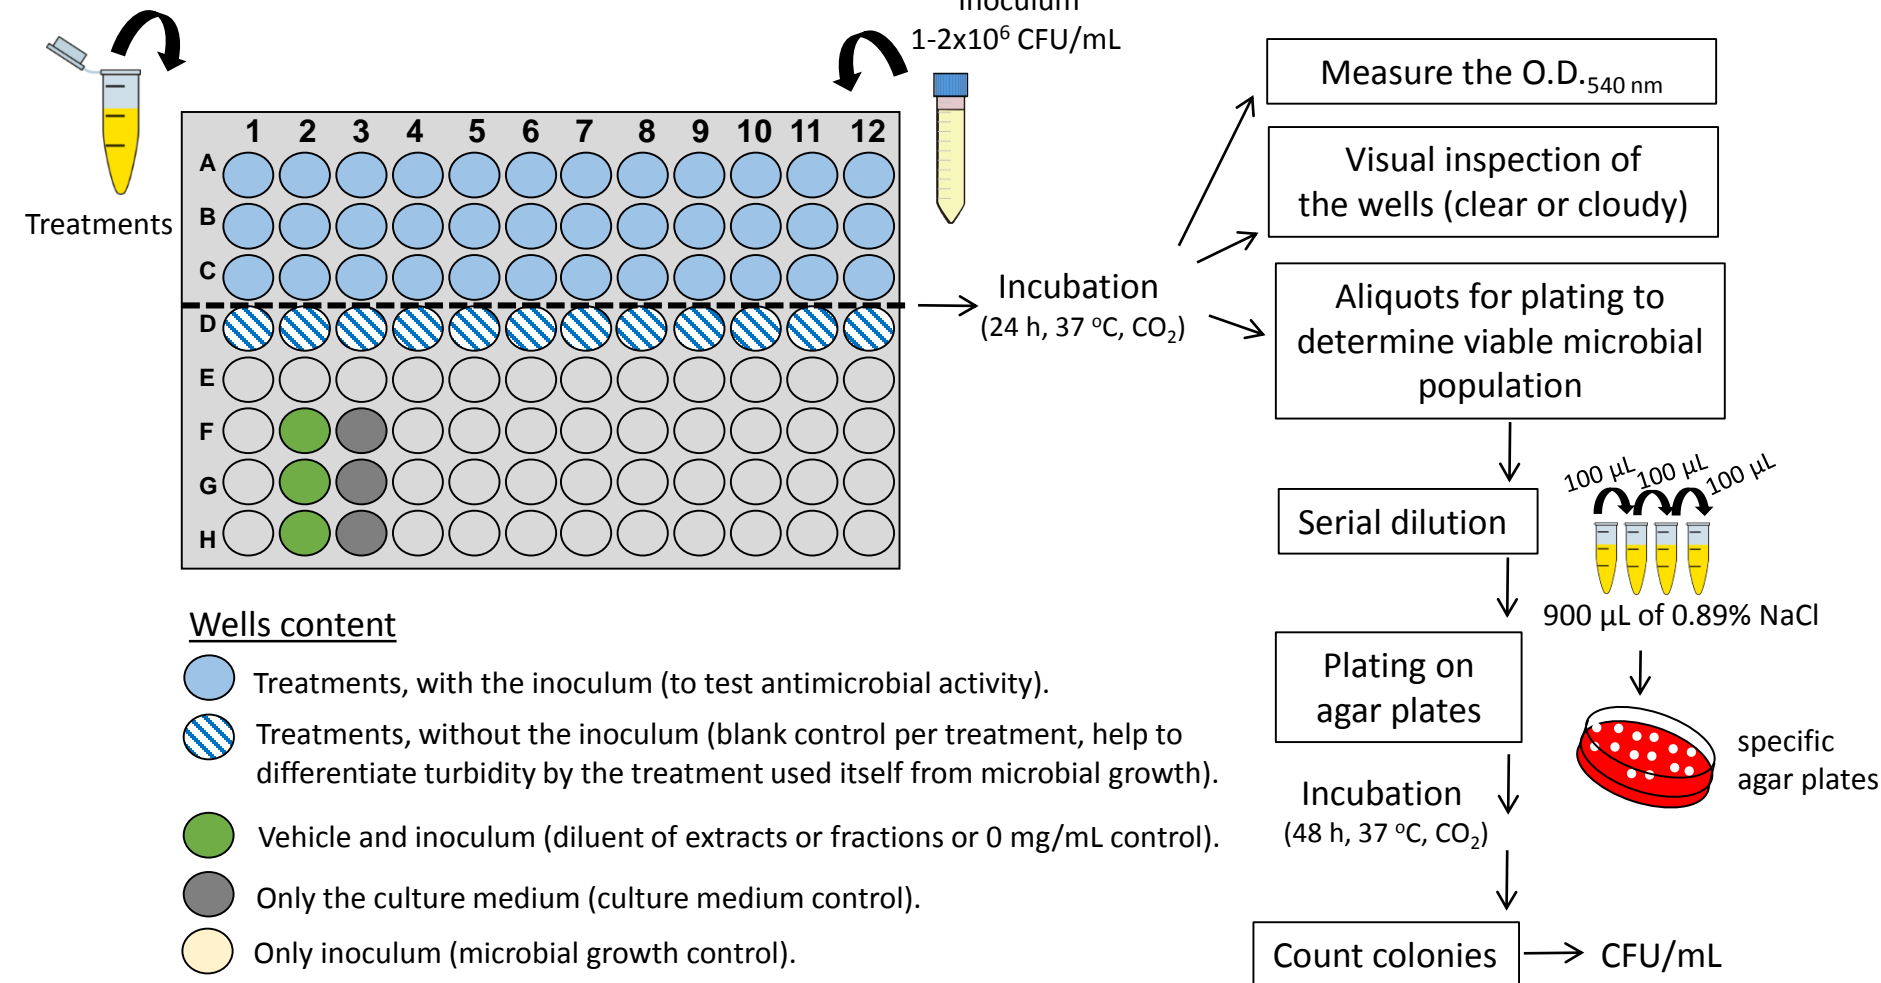 Inoculum
1-2x10⁶ CFU/mL
Treatments
1 2 3 4 5 6 7 8 9 10 11 12
A
B
C
D
E
F
G
H
Incubation
(24 h, 37 ᵒC, CO₂)
Measure the O.D.₅₄₀ ₙₘ
Visual inspection of
the wells (clear or cloudy)
Aliquots for plating to
determine viable microbial
population
Serial dilution
100 µL 100 µL 100 µL
900 µL of 0.89% NaCl
Plating on
agar plates
specific
agar plates
Incubation
(48 h, 37 ᵒC, CO₂)
Count colonies
CFU/mL
Wells content
Treatments, with the inoculum (to test antimicrobial activity).
Treatments, without the inoculum (blank control per treatment, help to
differentiate turbidity by the treatment used itself from microbial growth).
Vehicle and inoculum (diluent of extracts or fractions or 0 mg/mL control).
Only the culture medium (culture medium control).
Only inoculum (microbial growth control).